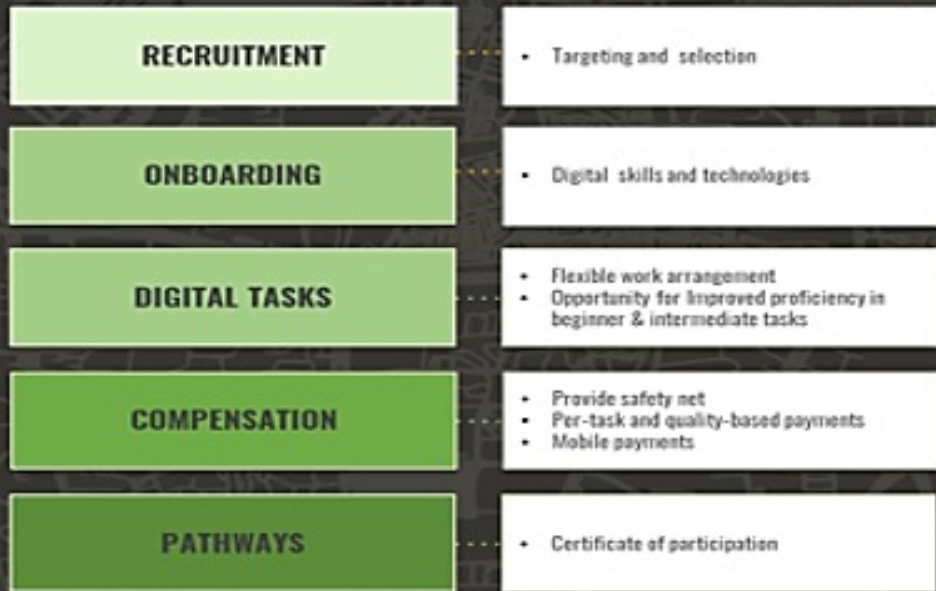 RECRUITMENT
• Targeting and selection
ONBOARDING
• Digital skills and technologies
DIGITAL TASKS
• Flexible work arrangement
• Opportunity for Improved proficiency in
beginner & intermediate tasks
COMPENSATION
• Provide safety net
• Per-task and quality-based payments
• Mobile payments
PATHWAYS
• Certificate of participation